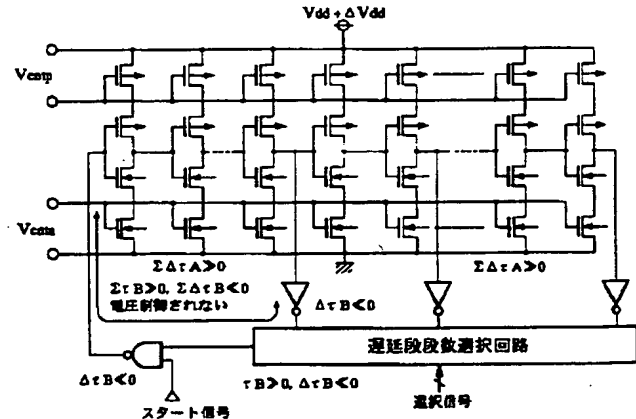 Vdd + ΔVdd
Vcntp
Vcntn
ΣΔτA≫0
ΣΔτA≫0
ΣτB≫0, ΣΔτB≪0
電圧制御されない
ΔτB≪0
遅延段段数選択回路
ΔτB≪0
τB≫0, ΔτB≪0
スタート信号
選択信号